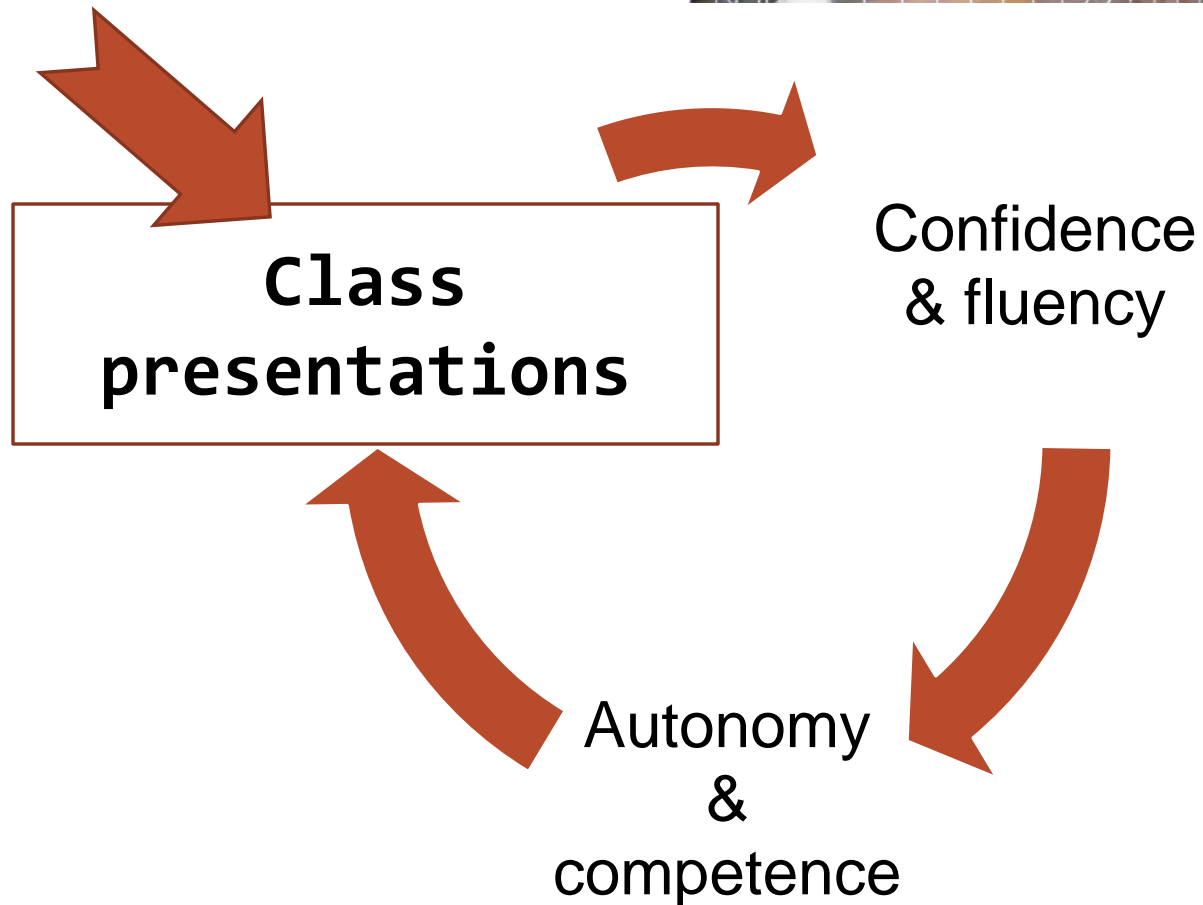 Class
presentations
Confidence
& fluency
Autonomy
&
competence